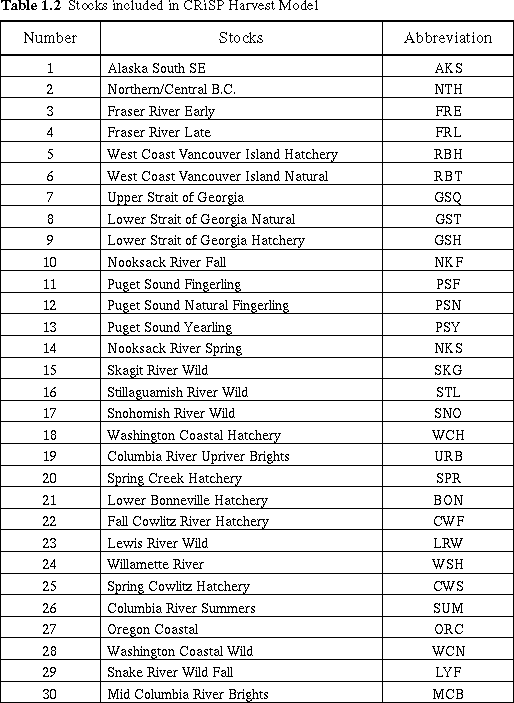 Table 1.2 Stocks included in CRiSP Harvest Model
Number Stocks Abbreviation
1 Alaska South SE AKS
2 Northern/Central B.C. NTH
3 Fraser River Early FRE
4 Fraser River Late FRL
5 West Coast Vancouver Island Hatchery RBH
6 West Coast Vancouver Island Natural RBT
7 Upper Strait of Georgia GSQ
8 Lower Strait of Georgia Natural GST
9 Lower Strait of Georgia Hatchery GSH
10 Nooksack River Fall NKF
11 Puget Sound Fingerling PSF
12 Puget Sound Natural Fingerling PSN
13 Puget Sound Yearling PSY
14 Nooksack River Spring NKS
15 Skagit River Wild SKG
16 Stillaguamish River Wild STL
17 Snohomish River Wild SNO
18 Washington Coastal Hatchery WCH
19 Columbia River Upriver Brights URB
20 Spring Creek Hatchery SPR
21 Lower Bonneville Hatchery BON
22 Fall Cowlitz River Hatchery CWF
23 Lewis River Wild LRW
24 Willamette River WSH
25 Spring Cowlitz Hatchery CWS
26 Columbia River Summers SUM
27 Oregon Coastal ORC
28 Washington Coastal Wild WCN
29 Snake River Wild Fall LYF
30 Mid Columbia River Brights MCB